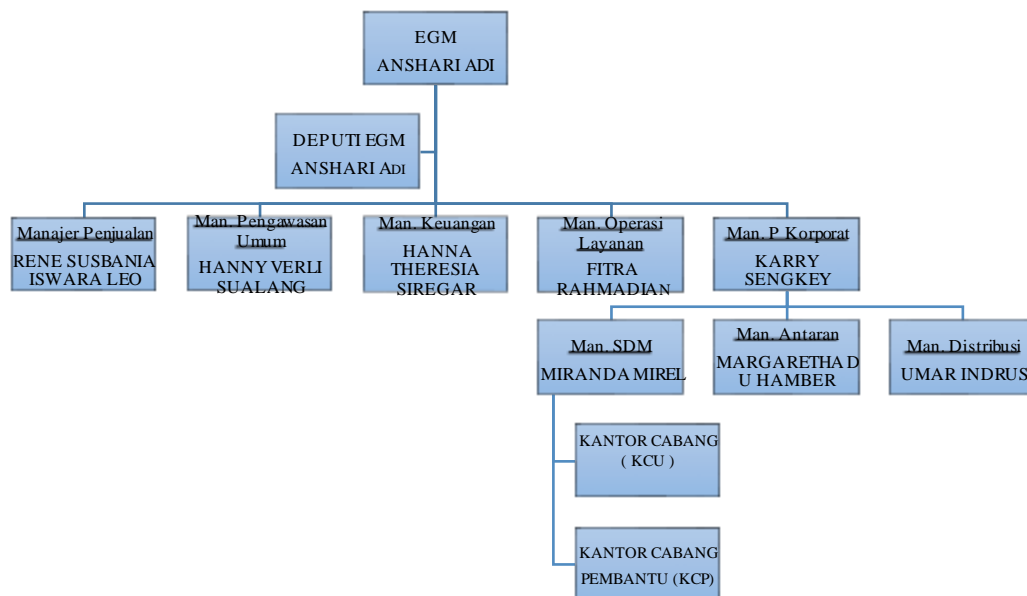 EGM
ANSHARI ADI
DEPUTI EGM
ANSHARI ADI
Manajer Penjualan
RENE SUSBANIA
ISWARA LEO
Man. Pengawasan
Umum
HANNY VERLI
SUALANG
Man. Keuangan
HANNA
THERESIA
SIREGAR
Man. Operasi
Layanan
FITRA
RAHMADIAN
Man. P Korporat
KARRY
SENGKEY
Man. SDM
MIRANDA MIREL
Man. Antaran
MARGARETHA D
U HAMBER
Man. Distribusi
UMAR INDRUS
KANTOR CABANG
( KCU )
KANTOR CABANG
PEMBANTU (KCP)